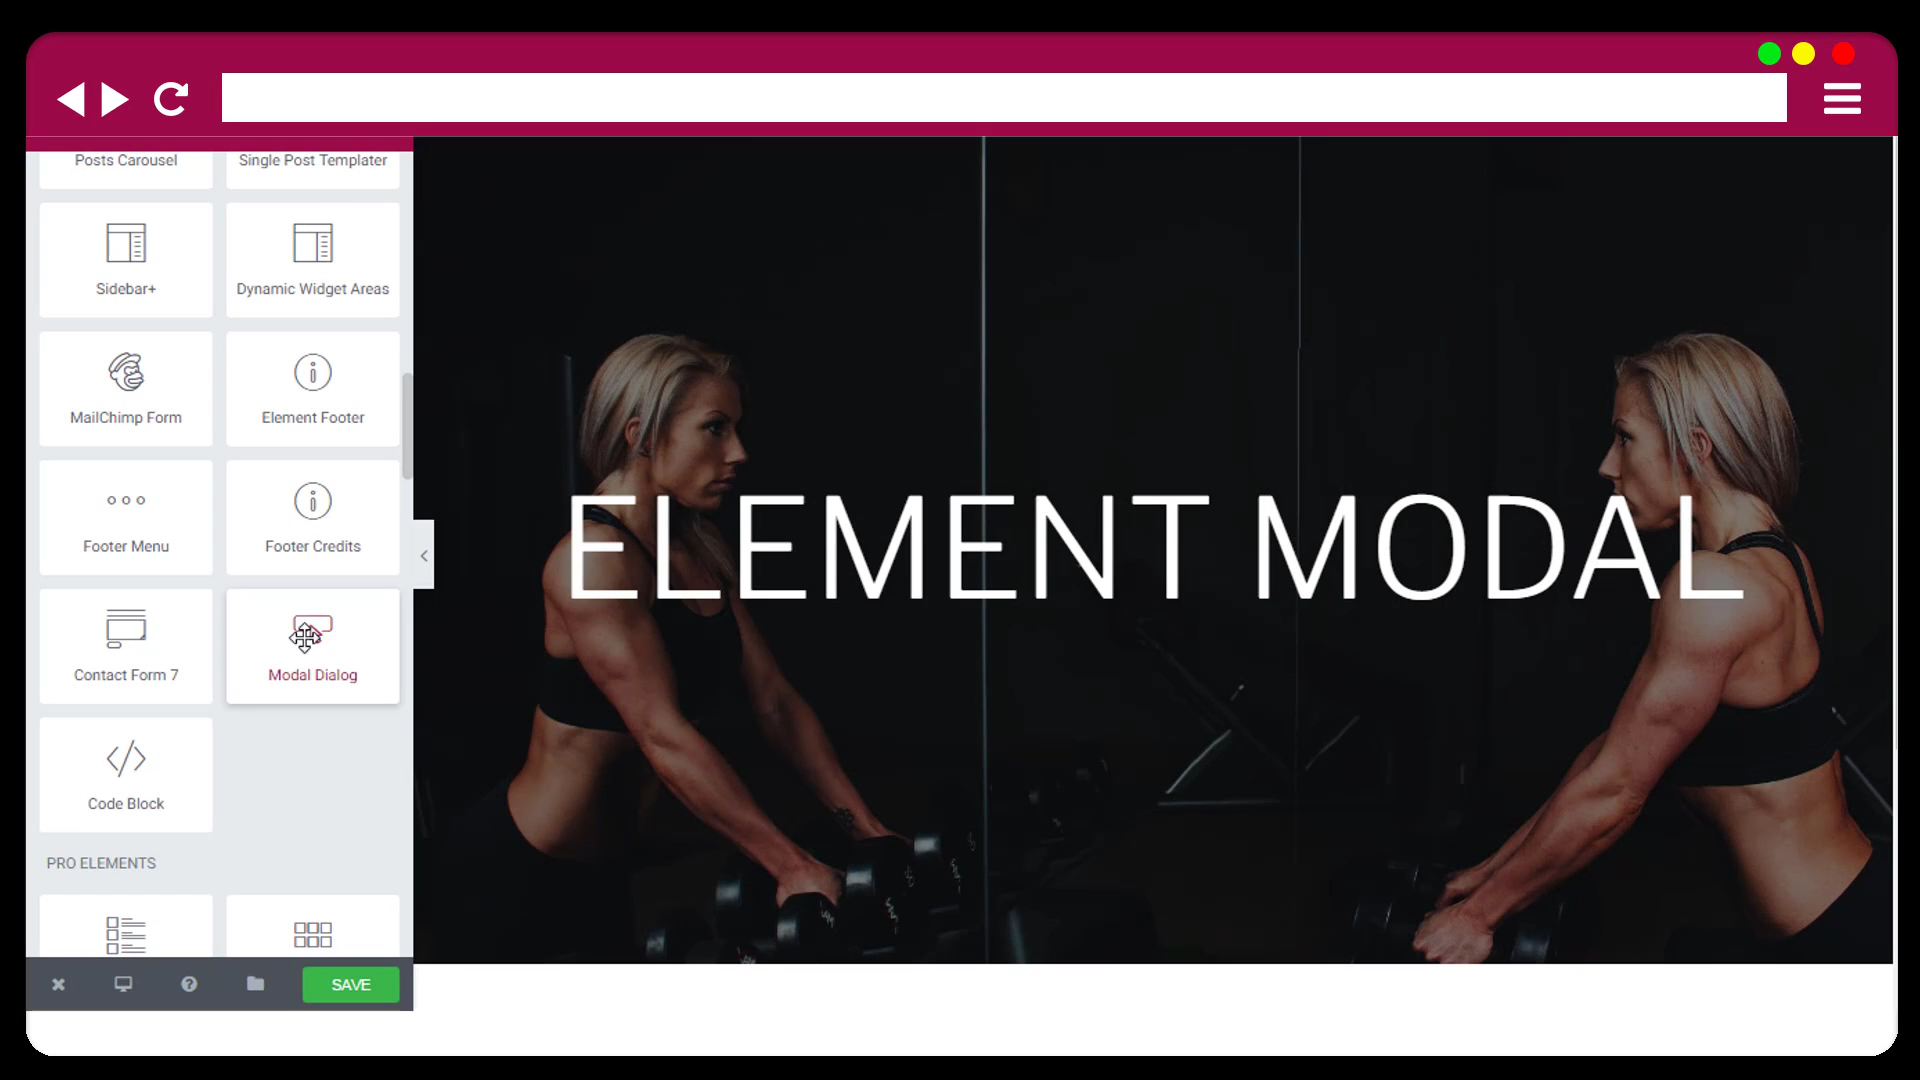 Posts Carousel
Single Post Templater
Sidebar+
Dynamic Widget Areas
MailChimp Form
Element Footer
Footer Menu
Footer Credits
Contact Form 7
Modal Dialog
Code Block
PRO ELEMENTS
SAVE
ELEMENT MODAL